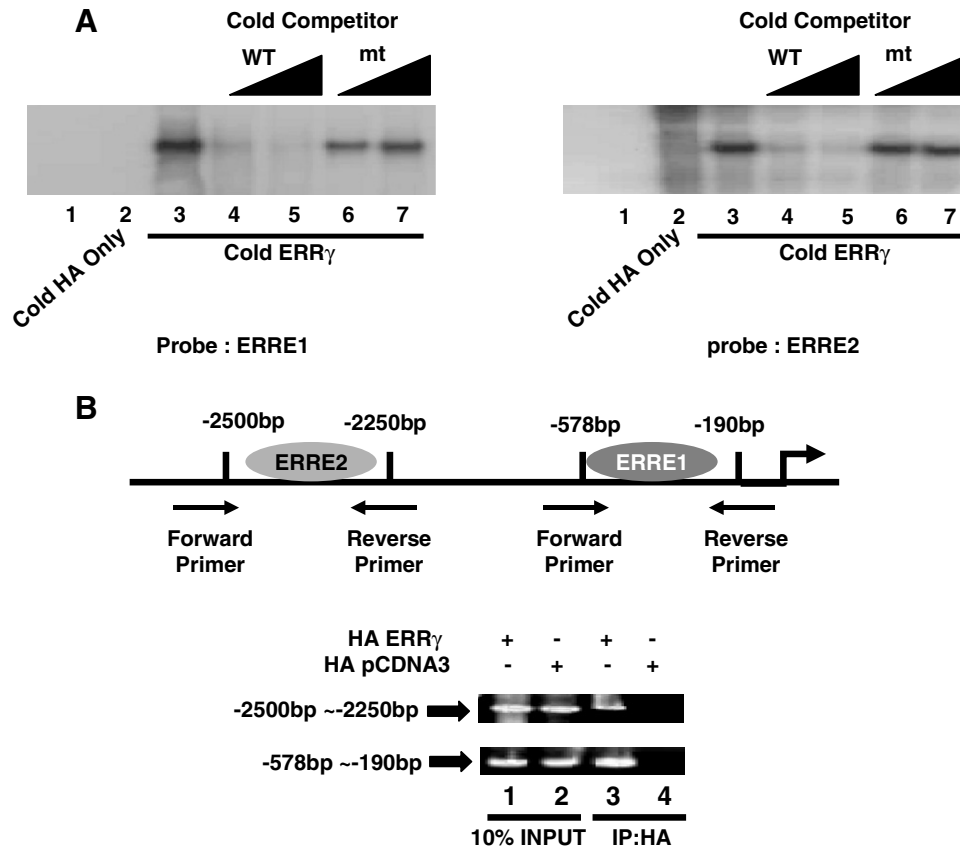 A
Cold Competitor
WT mt
1 2 3 4 5 6 7
Cold HA Only
Cold ERRγ
Probe : ERRE1
Cold Competitor
WT mt
1 2 3 4 5 6 7
Cold HA Only
Cold ERRγ
probe : ERRE2
B
-2500bp -2250bp -578bp -190bp
ERRE2 ERRE1
Forward Primer Reverse Primer Forward Primer Reverse Primer
HA ERRγ + - + -
HA pCDNA3 - + - +
-2500bp ~-2250bp
-578bp ~-190bp
1 2 3 4
10% INPUT IP:HA